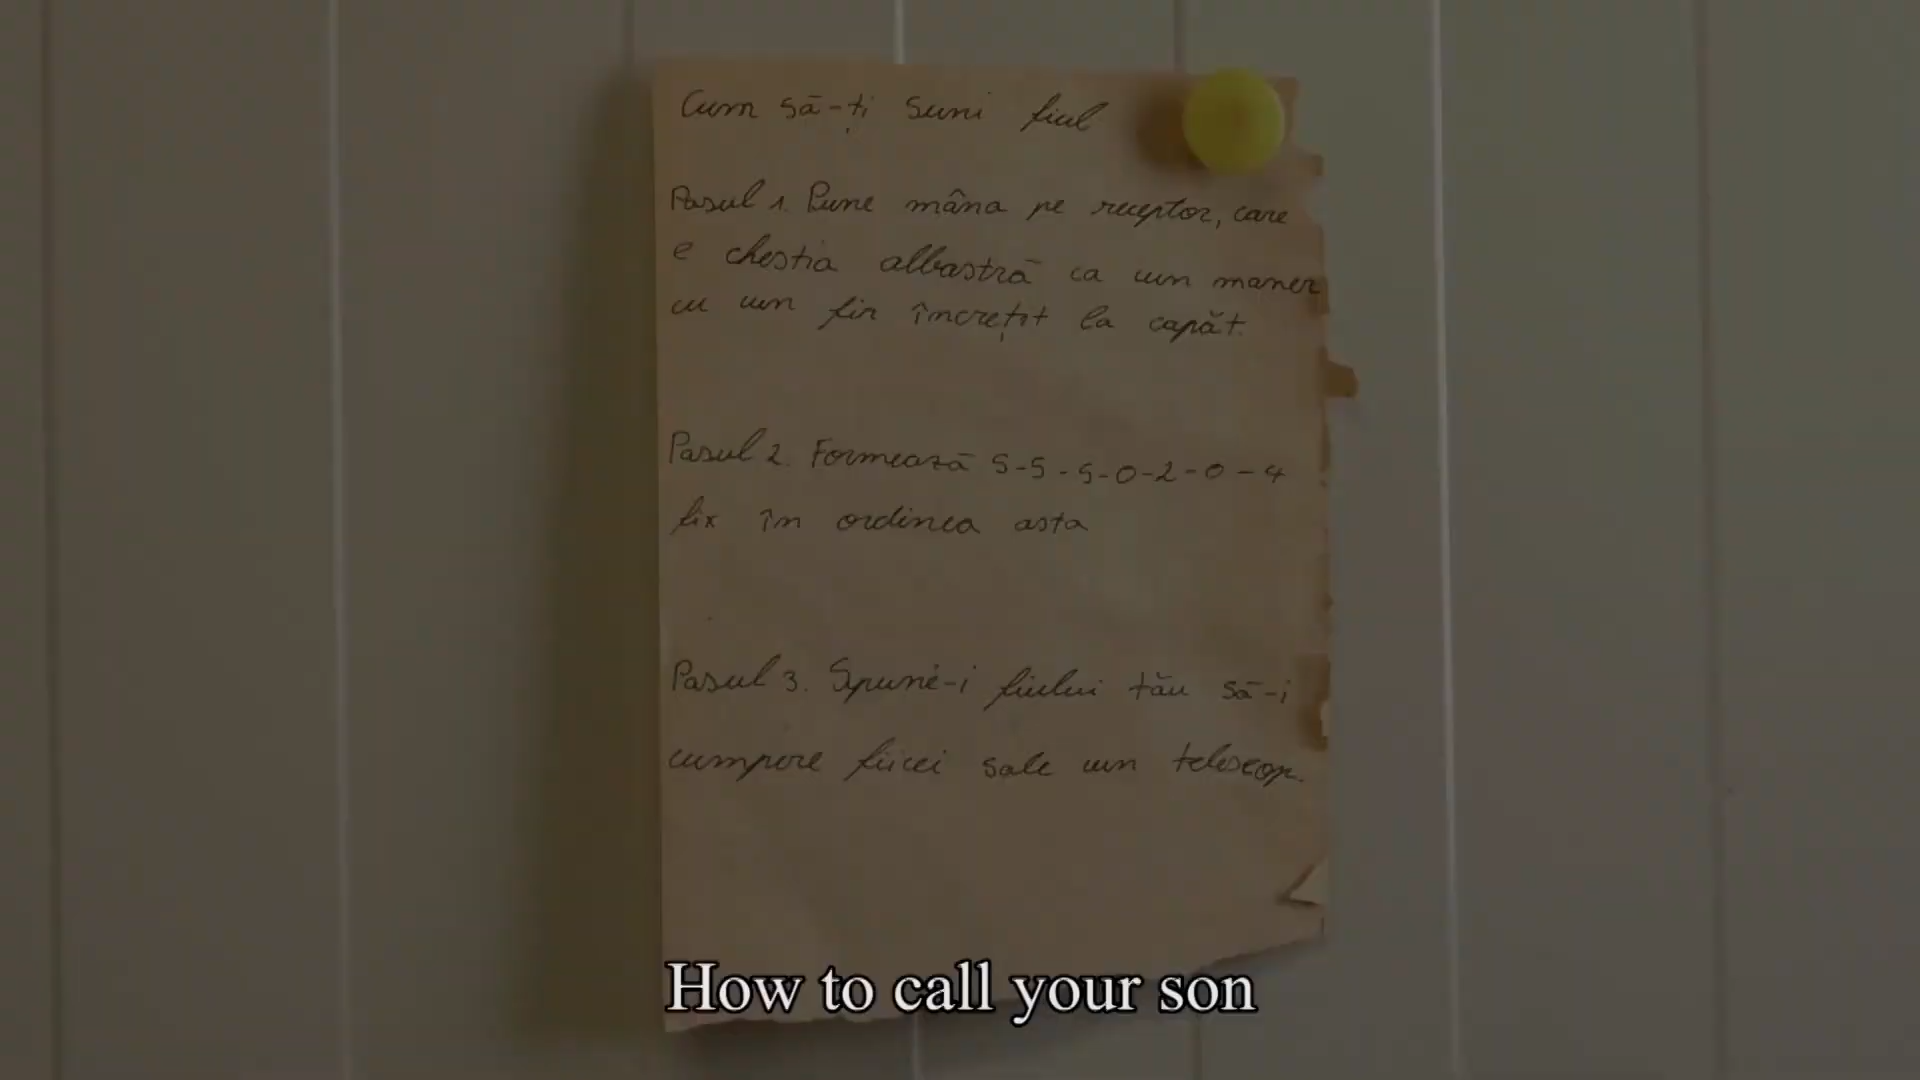 Cum să-ți suni fiul
Pasul 1. Pune mâna pe receptor, care
e chestia albastră ca un maner
cu un fir încrețit la capăt.
Pasul 2. Formează 5-5-5-0-2-0-4
fix în ordinea asta
Pasul 3. Spune-i fiului tău să-i
cumpere fiicei sale un telescop.
How to call your son